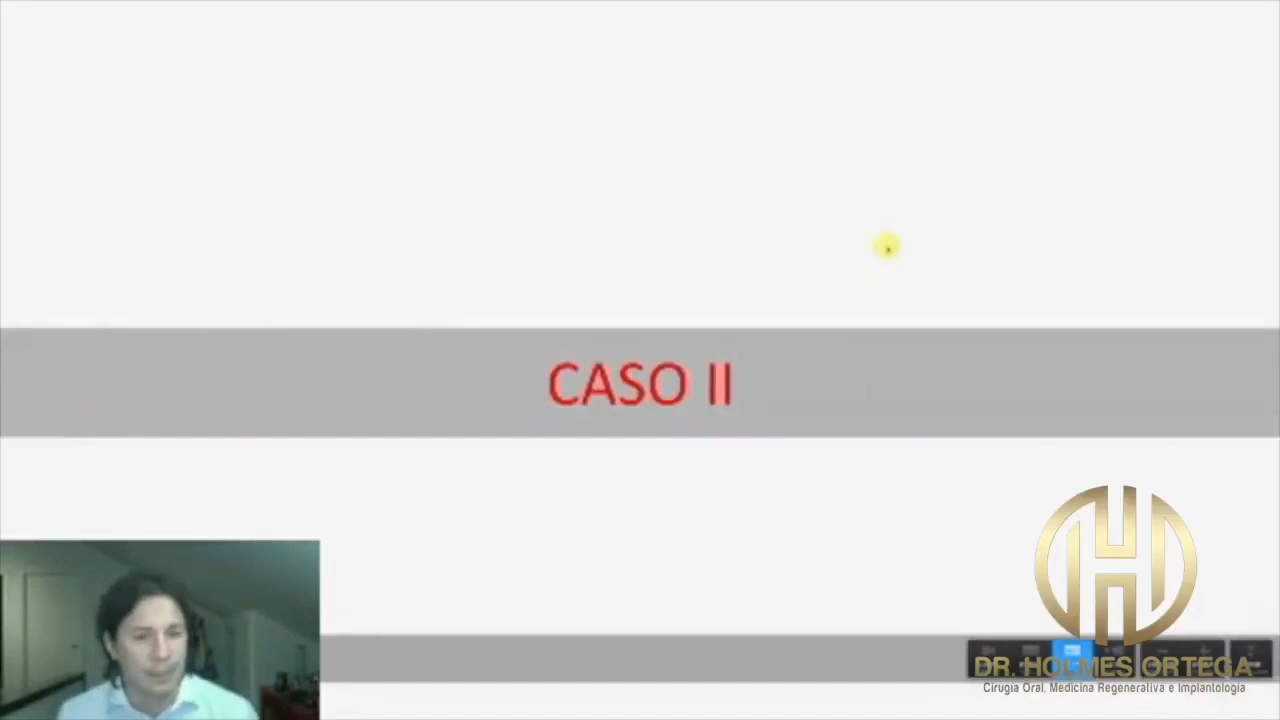 CASO II
DR. HOLMES ORTEGA
Cirugía Oral, Medicina Regenerativa e Implantología